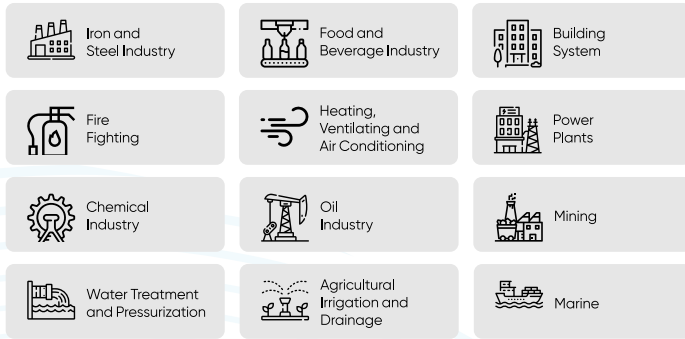 Iron and
Steel Industry
Food and
Beverage Industry
Building
System
Fire
Fighting
Heating,
Ventilating and
Air Conditioning
Power
Plants
Chemical
Industry
Oil
Industry
Mining
Water Treatment
and Pressurization
Agricultural
Irrigation and
Drainage
Marine